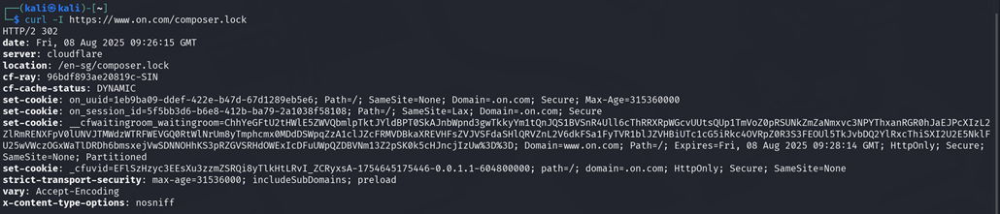 (kali㉿kali)-[~]
$ curl -I https://www.on.com/composer.lock
HTTP/2 302
date: Fri, 08 Aug 2025 09:26:15 GMT
server: cloudflare
location: /en-sg/composer.lock
cf-ray: 96bdf893ae20819c-SIN
cf-cache-status: DYNAMIC
set-cookie: on_uuid=1eb9ba09-ddef-422e-b47d-67d1289eb5e6; Path=/; SameSite=None; Domain=.on.com; Secure; Max-Age=315360000
set-cookie: on_session_id=5f5bb3d6-b6e8-412b-ba79-2a1038f58108; Path=/; SameSite=Lax; Domain=.on.com; Secure
set-cookie: __cfwaitingroom_waitingroom=
Domain=www.on.com; Path=/; Expires=Fri, 08 Aug 2025 09:28:14 GMT; HttpOnly; Secure;
SameSite=None; Partitioned
set-cookie: _cfuvid=EFlSzHzyc3EEsXu3zzmZSRQi8yTlkHtLRvI_ZCRyxsA-1754645175446-0.0.1.1-604800000; path=/; domain=.on.com; HttpOnly; Secure; SameSite=None
strict-transport-security: max-age=31536000; includeSubDomains; preload
vary: Accept-Encoding
x-content-type-options: nosniff